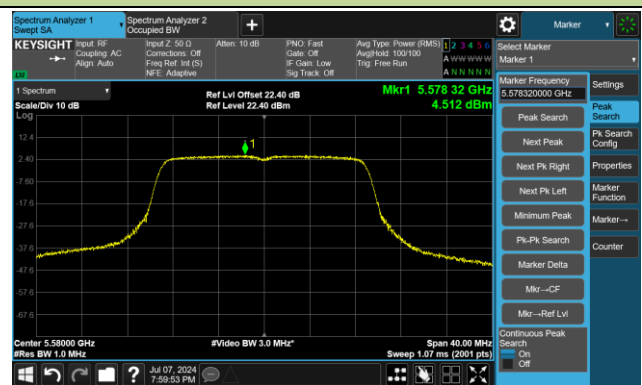 Spectrum Analyzer 1
Swept SA
Spectrum Analyzer 2
Occupied BW
Marker
KEYSIGHT
Input: RF
Coupling: AC
Align: Auto
Input Z: 50 Ω
Corrections: Off
Freq Ref: Int (S)
NFE: Adaptive
Atten: 10 dB
PNO: Fast
Gate: Off
IF Gain: Low
Sig Track: Off
Avg Type: Power (RMS)
Avg|Hold: 100/100
Trig: Free Run
1 2 3 4 5 6
A W W W W W
A N N N N N
LW
Select Marker
Marker 1
1 Spectrum
Scale/Div 10 dB
Log
Ref Lvl Offset 22.40 dB
Ref Level 22.40 dBm
Mkr1 5.578 32 GHz
4.512 dBm
1
12.4
2.40
-7.60
-17.6
-27.6
-37.6
-47.6
-57.6
-67.6
Center 5.58000 GHz
#Res BW 1.0 MHz
#Video BW 3.0 MHz*
Span 40.00 MHz
Sweep 1.07 ms (2001 pts)
Marker Frequency
5.578320000 GHz
Peak Search
Next Peak
Next Pk Right
Next Pk Left
Minimum Peak
Pk-Pk Search
Marker Delta
Mkr→CF
Mkr→Ref Lvl
Continuous Peak
Search
On
Off
Settings
Peak
Search
Pk Search
Config
Properties
Marker
Function
Marker→
Counter
?
Jul 07, 2024
7:59:53 PM